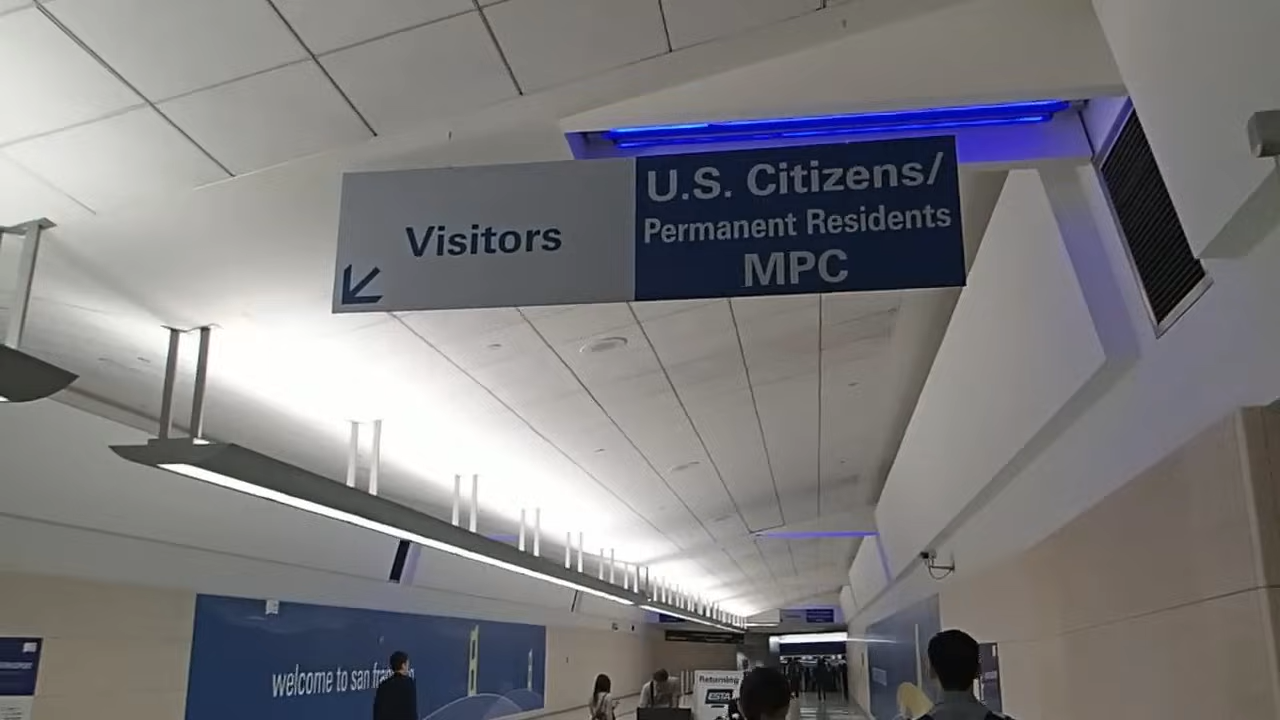 Visitors
U.S. Citizens/
Permanent Residents
MPC
welcome to san fran
Returning
ESTA